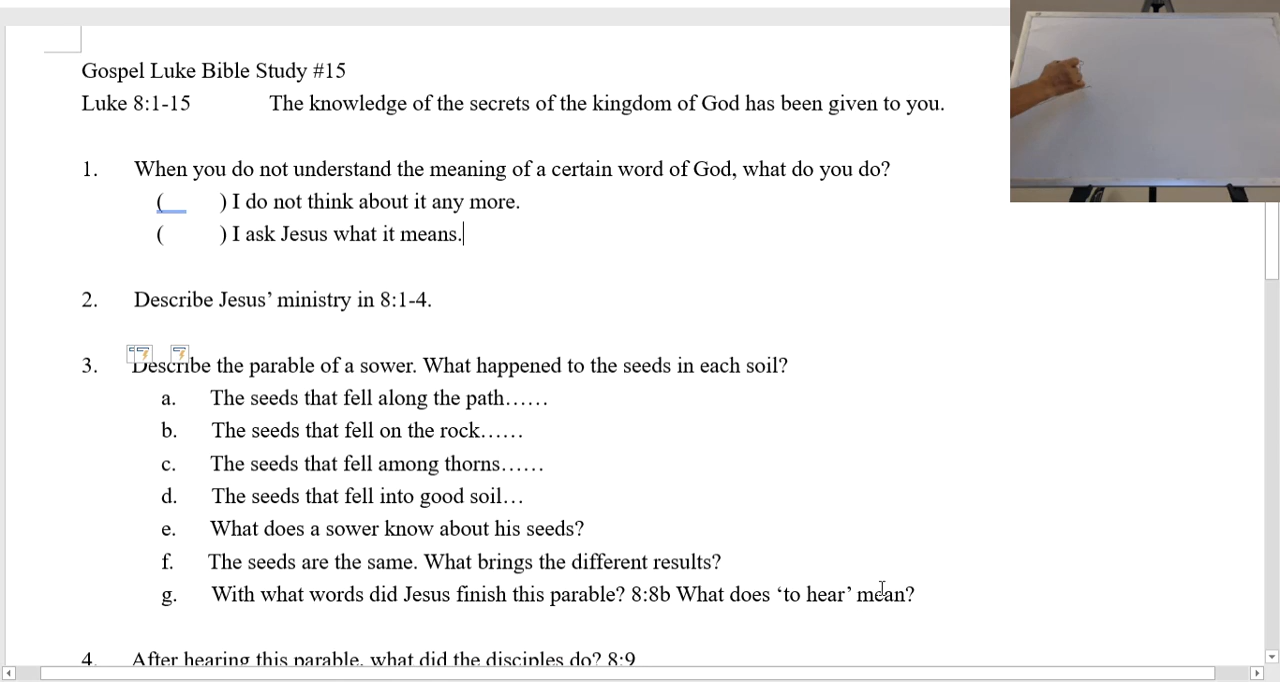 Gospel Luke Bible Study #15
Luke 8:1-15 The knowledge of the secrets of the kingdom of God has been given to you.
1. When you do not understand the meaning of a certain word of God, what do you do?
(__ ) I do not think about it any more.
( ) I ask Jesus what it means.
2. Describe Jesus’ ministry in 8:1-4.
3. Describe the parable of a sower. What happened to the seeds in each soil?
a. The seeds that fell along the path……
b. The seeds that fell on the rock……
c. The seeds that fell among thorns……
d. The seeds that fell into good soil…
e. What does a sower know about his seeds?
f. The seeds are the same. What brings the different results?
g. With what words did Jesus finish this parable? 8:8b What does ‘to hear’ mean?
4. After hearing this parable, what did the disciples do? 8:9